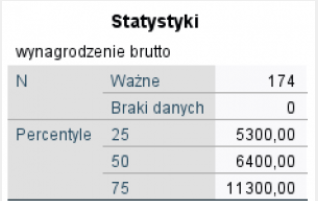 Statystyki
wynagrodzenie brutto
N Ważne 174
Braki danych 0
Percentyle 25 5300,00
50 6400,00
75 11300,00